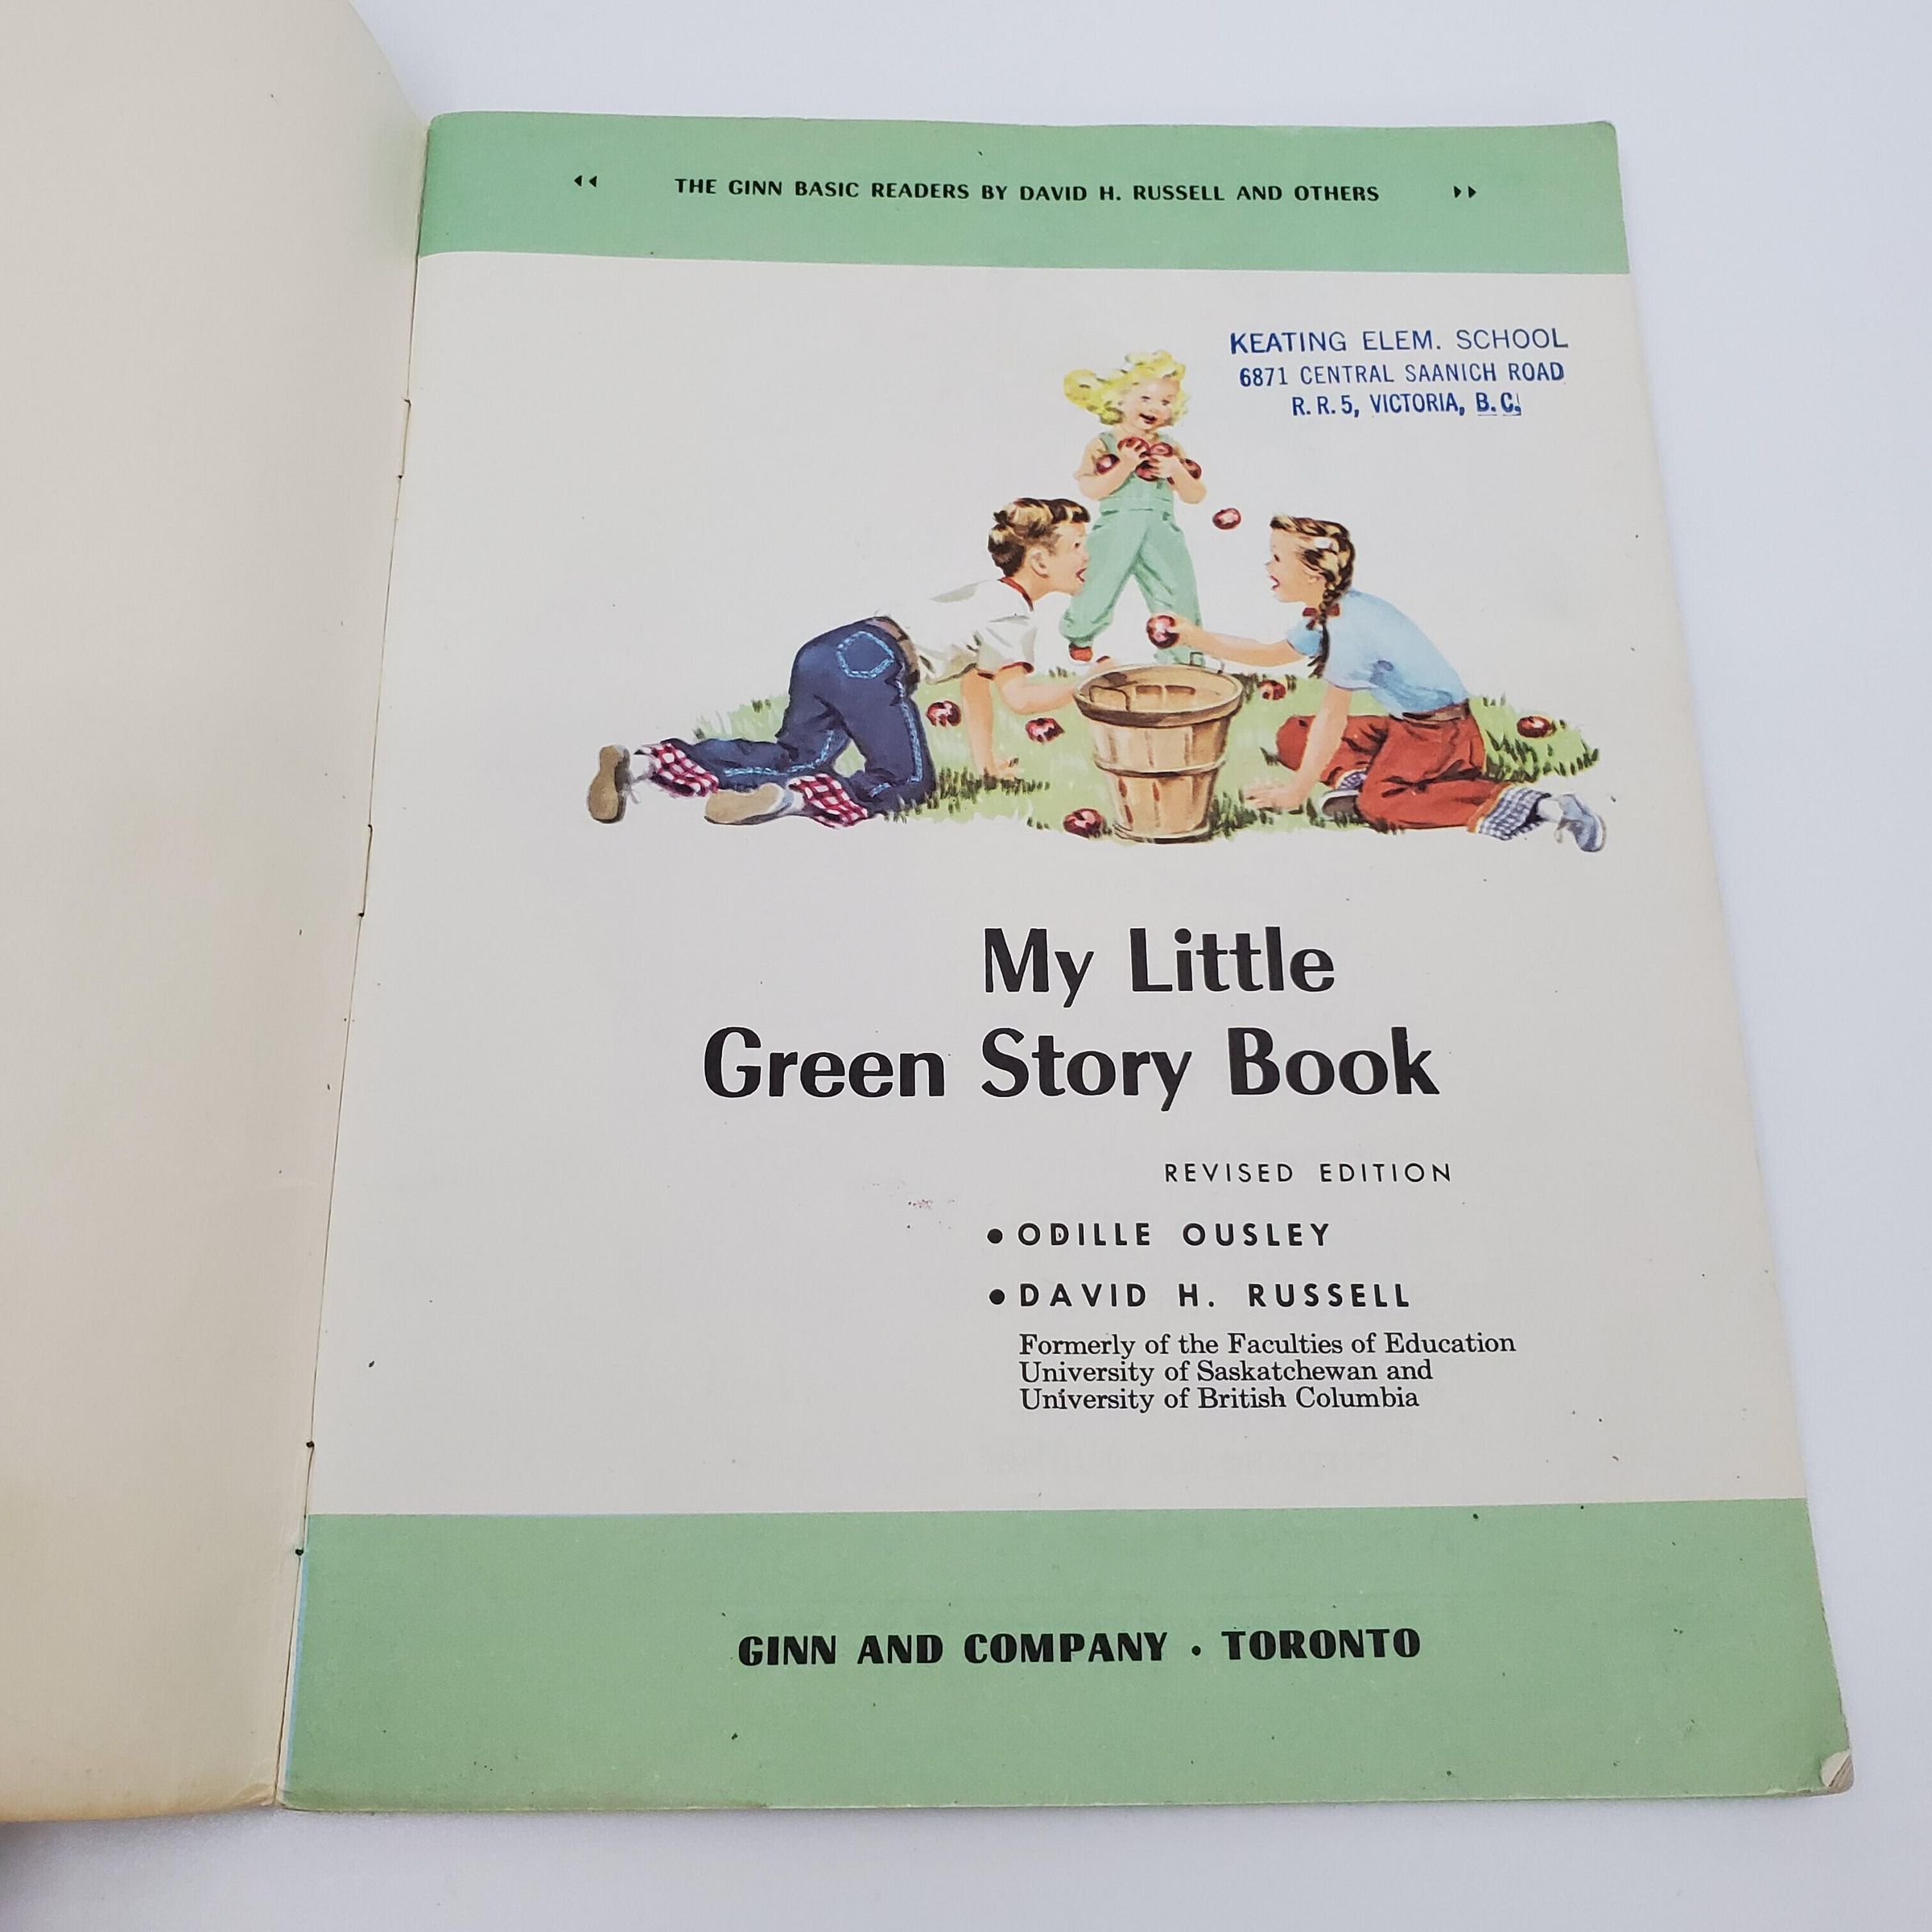 THE GINN BASIC READERS BY DAVID H. RUSSELL AND OTHERS
KEATING ELEM. SCHOOL
6871 CENTRAL SAANICH ROAD
R. R. 5, VICTORIA, B. C.
My Little
Green Story Book
REVISED EDITION
• ODILLE OUSLEY
• DAVID H. RUSSELL
Formerly of the Faculties of Education
University of Saskatchewan and
University of British Columbia
GINN AND COMPANY · TORONTO